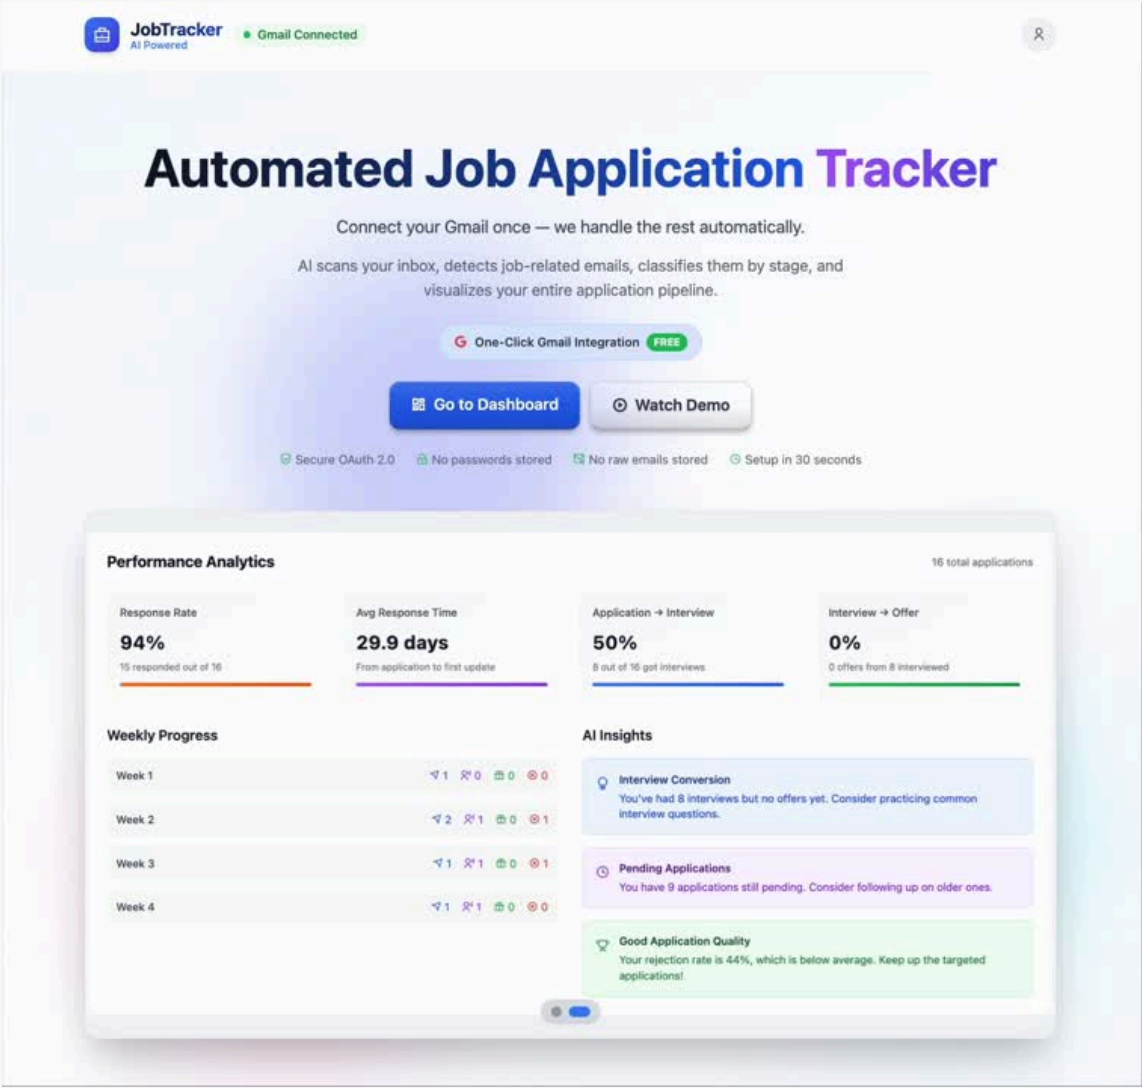 JobTracker
AI Powered
Gmail Connected
Automated Job Application Tracker
Connect your Gmail once — we handle the rest automatically.
AI scans your inbox, detects job-related emails, classifies them by stage, and
visualizes your entire application pipeline.
G One-Click Gmail Integration FREE
Go to Dashboard
Watch Demo
Secure OAuth 2.0 No passwords stored No raw emails stored Setup in 30 seconds
Performance Analytics
16 total applications
Response Rate
94%
15 responded out of 16
Avg Response Time
29.9 days
From application to first update
Application → Interview
50%
8 out of 16 got interviews
Interview → Offer
0%
0 offers from 8 interviewed
Weekly Progress
Week 1 1 0 0 0
Week 2 2 1 0 1
Week 3 1 1 0 1
Week 4 1 1 0 0
AI Insights
Interview Conversion
You've had 8 interviews but no offers yet. Consider practicing common
interview questions.
Pending Applications
You have 9 applications still pending. Consider following up on older ones.
Good Application Quality
Your rejection rate is 44%, which is below average. Keep up the targeted
applications!